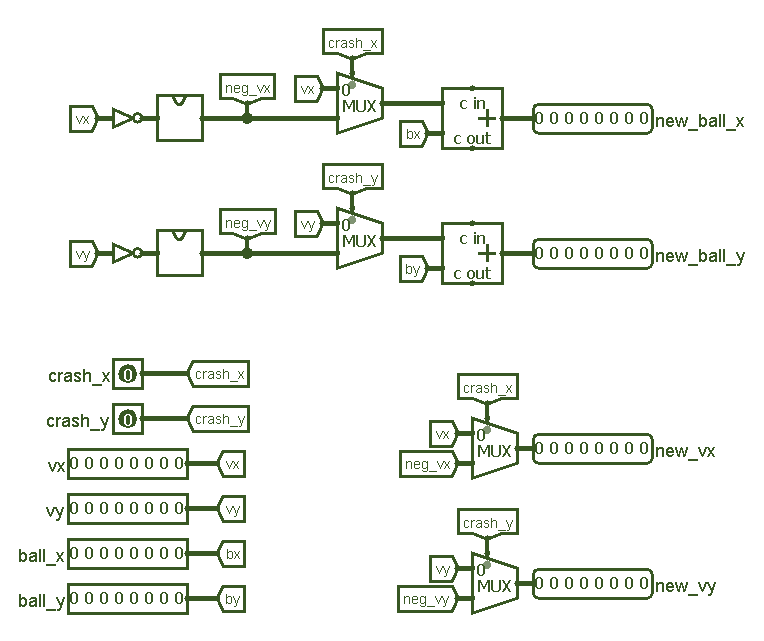 crash_x
neg_vx
vx
0
MUX
c in
+
c out
bx
vx
0 0 0 0 0 0 0 0
new_ball_x
crash_y
neg_vy
vy
0
MUX
c in
+
c out
by
vy
0 0 0 0 0 0 0 0
new_ball_y
crash_x
0
crash_x
crash_y
0
crash_y
vx
0 0 0 0 0 0 0 0
vx
vy
0 0 0 0 0 0 0 0
vy
ball_x
0 0 0 0 0 0 0 0
bx
ball_y
0 0 0 0 0 0 0 0
by
crash_x
vx
0
MUX
neg_vx
0 0 0 0 0 0 0 0
new_vx
crash_y
vy
0
MUX
neg_vy
0 0 0 0 0 0 0 0
new_vy